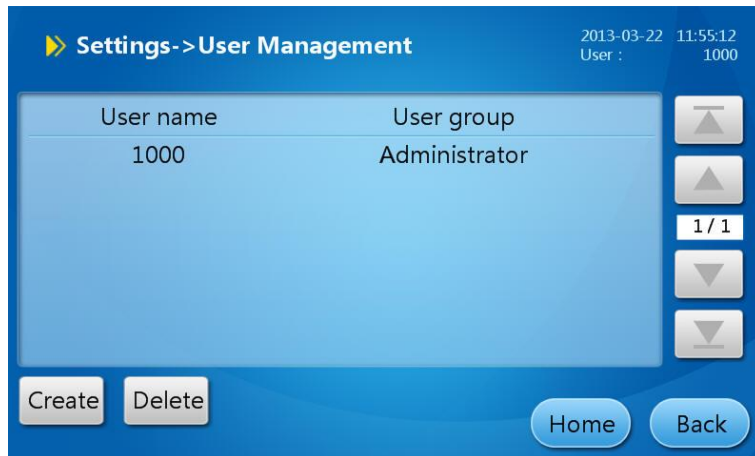 Settings->User Management
2013-03-22 11:55:12
User : 1000
User name User group
1000 Administrator
1/1
Create Delete
Home Back